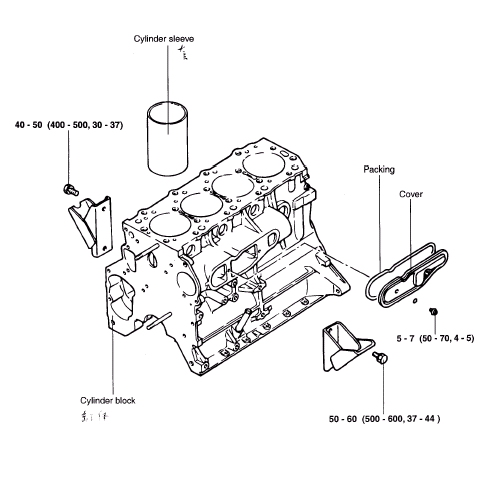 Cylinder sleeve
40 - 50 (400 - 500, 30 - 37)
Packing
Cover
5 - 7 (50 - 70, 4 - 5)
Cylinder block
50 - 60 (500 - 600, 37 - 44 )